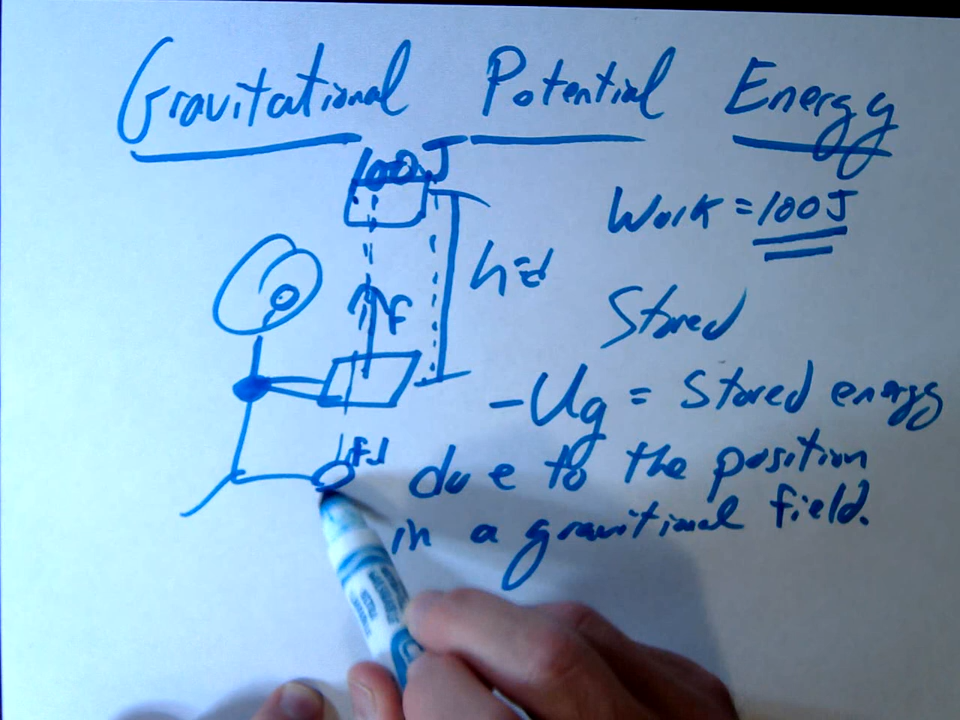 Gravitational Potential Energy
100J
Work = 100J
h=d
F
Stored
-Ug = Stored energy
due to the position
in a gravitional field.